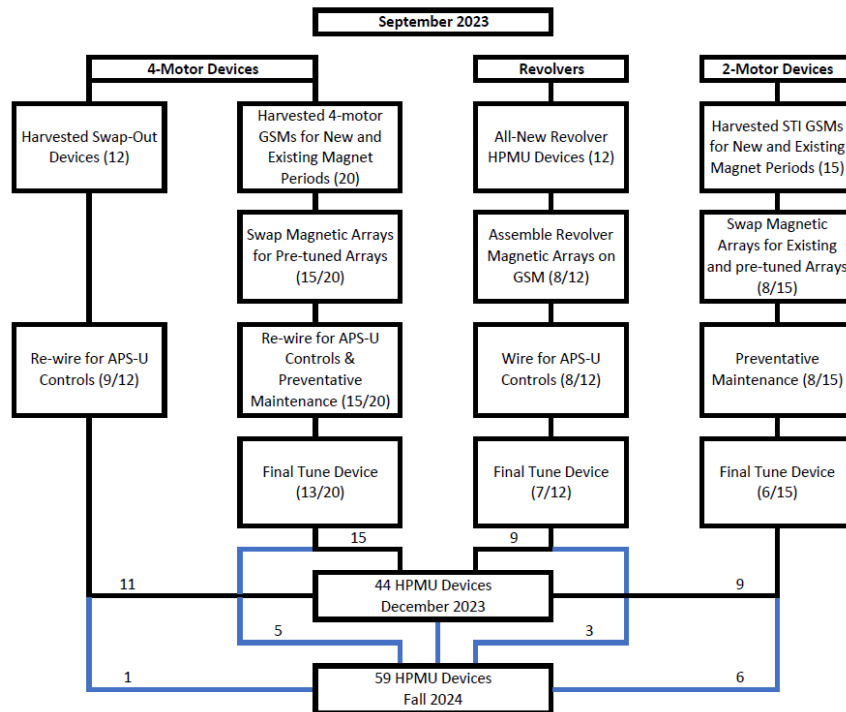 September 2023
4-Motor Devices
Revolvers
2-Motor Devices
Harvested Swap-Out
Devices (12)
Harvested 4-motor
GSMs for New and
Existing Magnet
Periods (20)
All-New Revolver
HPMU Devices (12)
Harvested STI GSMs
for New and Existing
Magnet Periods (15)
Swap Magnetic Arrays
for Pre-tuned Arrays
(15/20)
Assemble Revolver
Magnetic Arrays on
GSM (8/12)
Swap Magnetic
Arrays for Existing
and pre-tuned Arrays
(8/15)
Re-wire for APS-U
Controls (9/12)
Re-wire for APS-U
Controls &
Preventative
Maintenance (15/20)
Wire for APS-U
Controls (8/12)
Preventative
Maintenance (8/15)
Final Tune Device
(13/20)
Final Tune Device
(7/12)
Final Tune Device
(6/15)
15
9
11
44 HPMU Devices
December 2023
9
5
3
1
59 HPMU Devices
Fall 2024
6